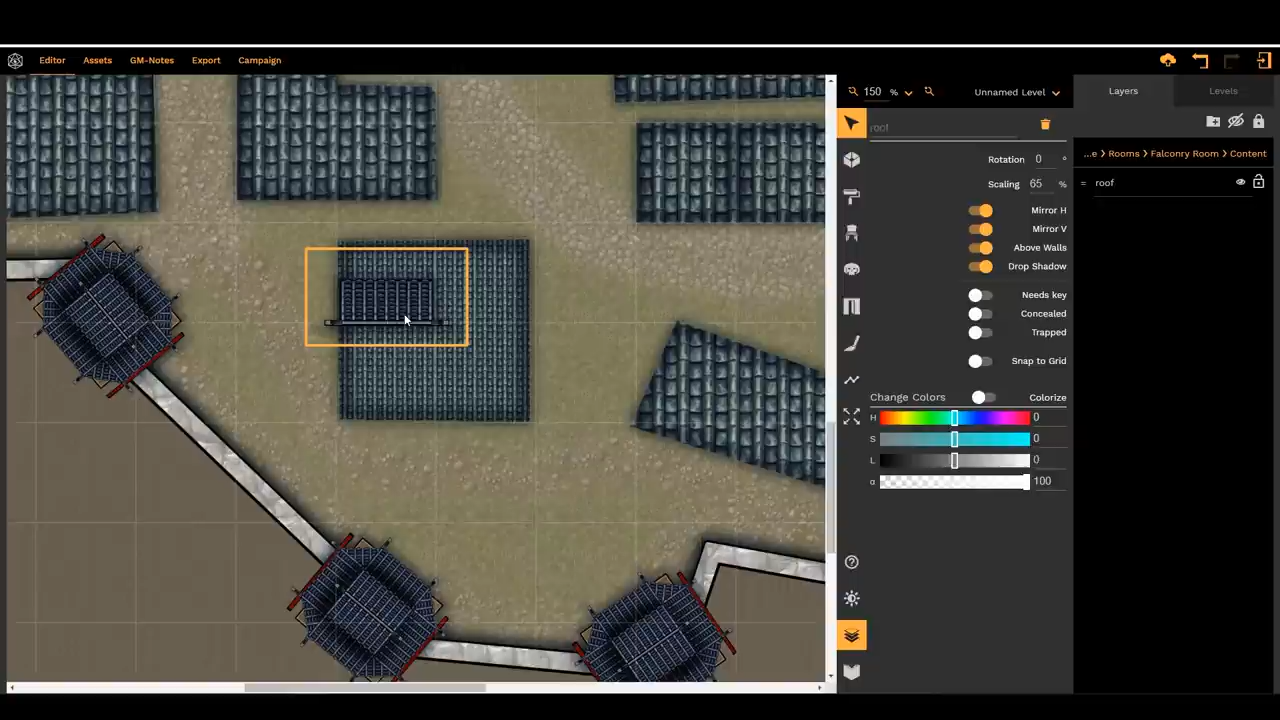 Editor Assets GM-Notes Export Campaign
150 % Unnamed Level
Layers Levels
roof
...e > Rooms > Falconry Room > Content
Rotation 0 °
= roof
Scaling 65 %
Mirror H
Mirror V
Above Walls
Drop Shadow
Needs key
Concealed
Trapped
Snap to Grid
Change Colors Colorize
H 0
S 0
L 0
α 100